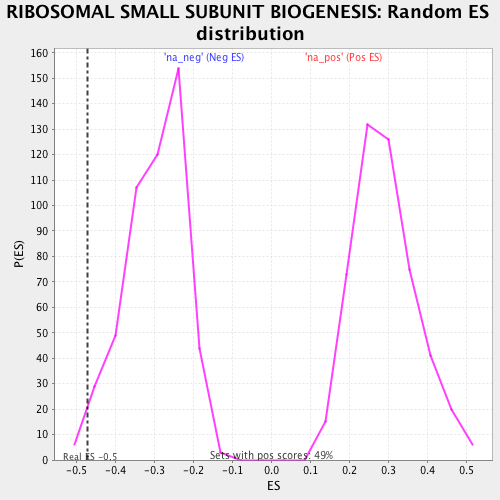 RIBOSOMAL SMALL SUBUNIT BIOGENESIS: Random ES
distribution
'na_neg' (Neg ES)
'na_pos' (Pos ES)
160
150
140
130
120
110
100
90
80
70
60
50
40
30
20
10
0
P(ES)
Real ES -0.5
Sets with pos scores: 49%
-0.5 -0.4 -0.3 -0.2 -0.1 0.0 0.1 0.2 0.3 0.4 0.5
ES